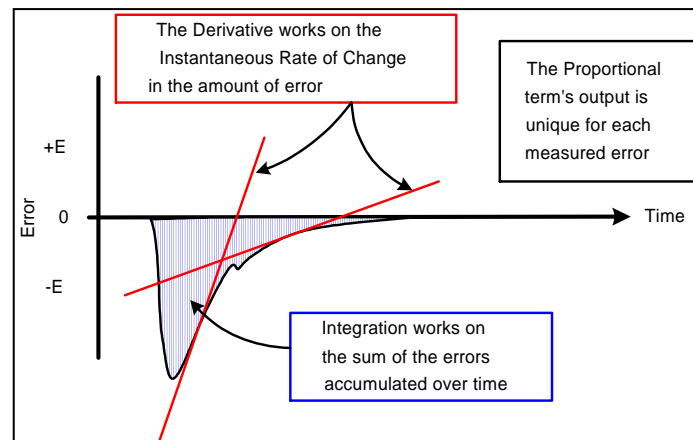 The Derivative works on the
Instantaneous Rate of Change
in the amount of error
The Proportional
term's output is
unique for each
measured error
+E
0
-E
Error
Time
Integration works on
the sum of the errors
accumulated over time